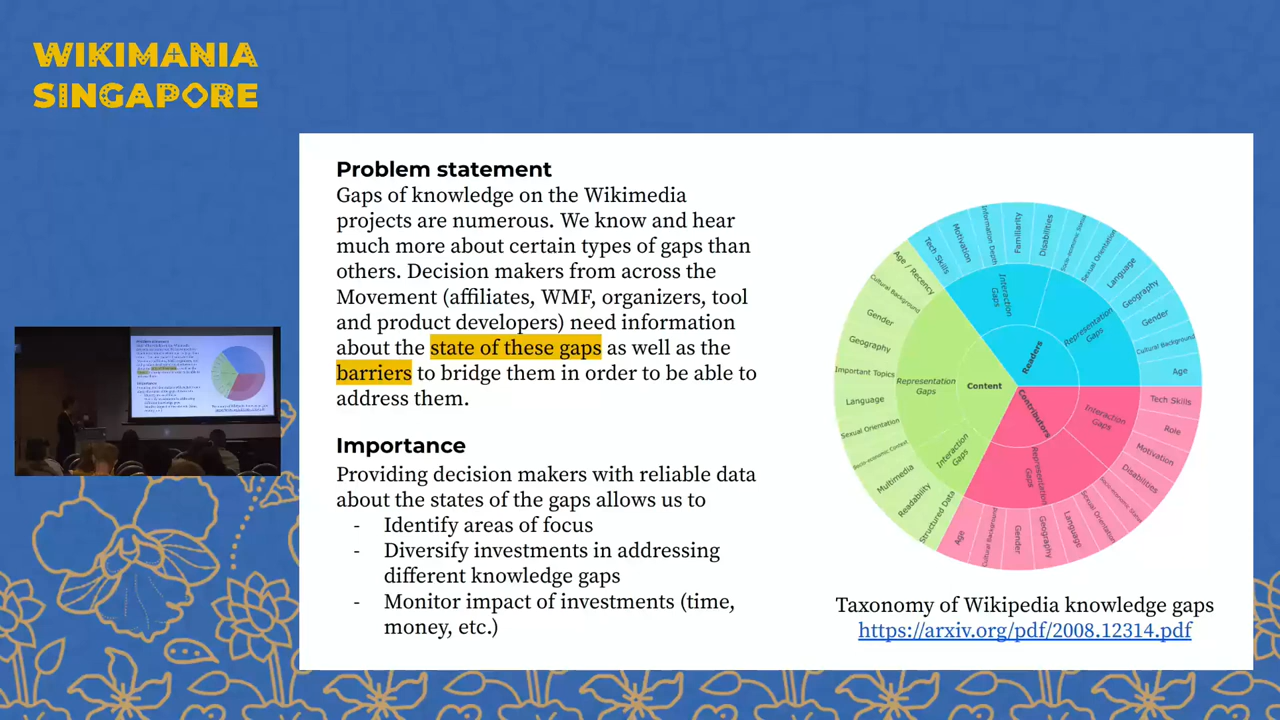 WIKIMANIA
SINGAPORE
Problem statement
Gaps of knowledge on the Wikimedia
projects are numerous. We know and hear
much more about certain types of gaps than
others. Decision makers from across the
Movement (affiliates, WMF, organizers, tool
and product developers) need information
about the state of these gaps as well as the
barriers to bridge them in order to be able to
address them.
Importance
Providing decision makers with reliable data
about the states of the gaps allows us to
- Identify areas of focus
- Diversify investments in addressing
different knowledge gaps
- Monitor impact of investments (time,
money, etc.)
Readers
Interaction
Gaps
Tech Skills
Motivation
Information Depth
Familiarity
Disabilities
Representation
Gaps
Socio-economic Status
Sexual Orientation
Language
Geography
Gender
Cultural Background
Age
Contributors
Interaction
Gaps
Tech Skills
Role
Motivation
Disabilities
Representation
Gaps
Socio-economic Status
Sexual Orientation
Language
Geography
Gender
Cultural Background
Age
Content
Interaction
Gaps
Structured Data
Readability
Multimedia
Representation
Gaps
Socio-economic Context
Sexual Orientation
Language
Important Topics
Geography
Gender
Cultural Background
Age / Recency
Taxonomy of Wikipedia knowledge gaps
https://arxiv.org/pdf/2008.12314.pdf